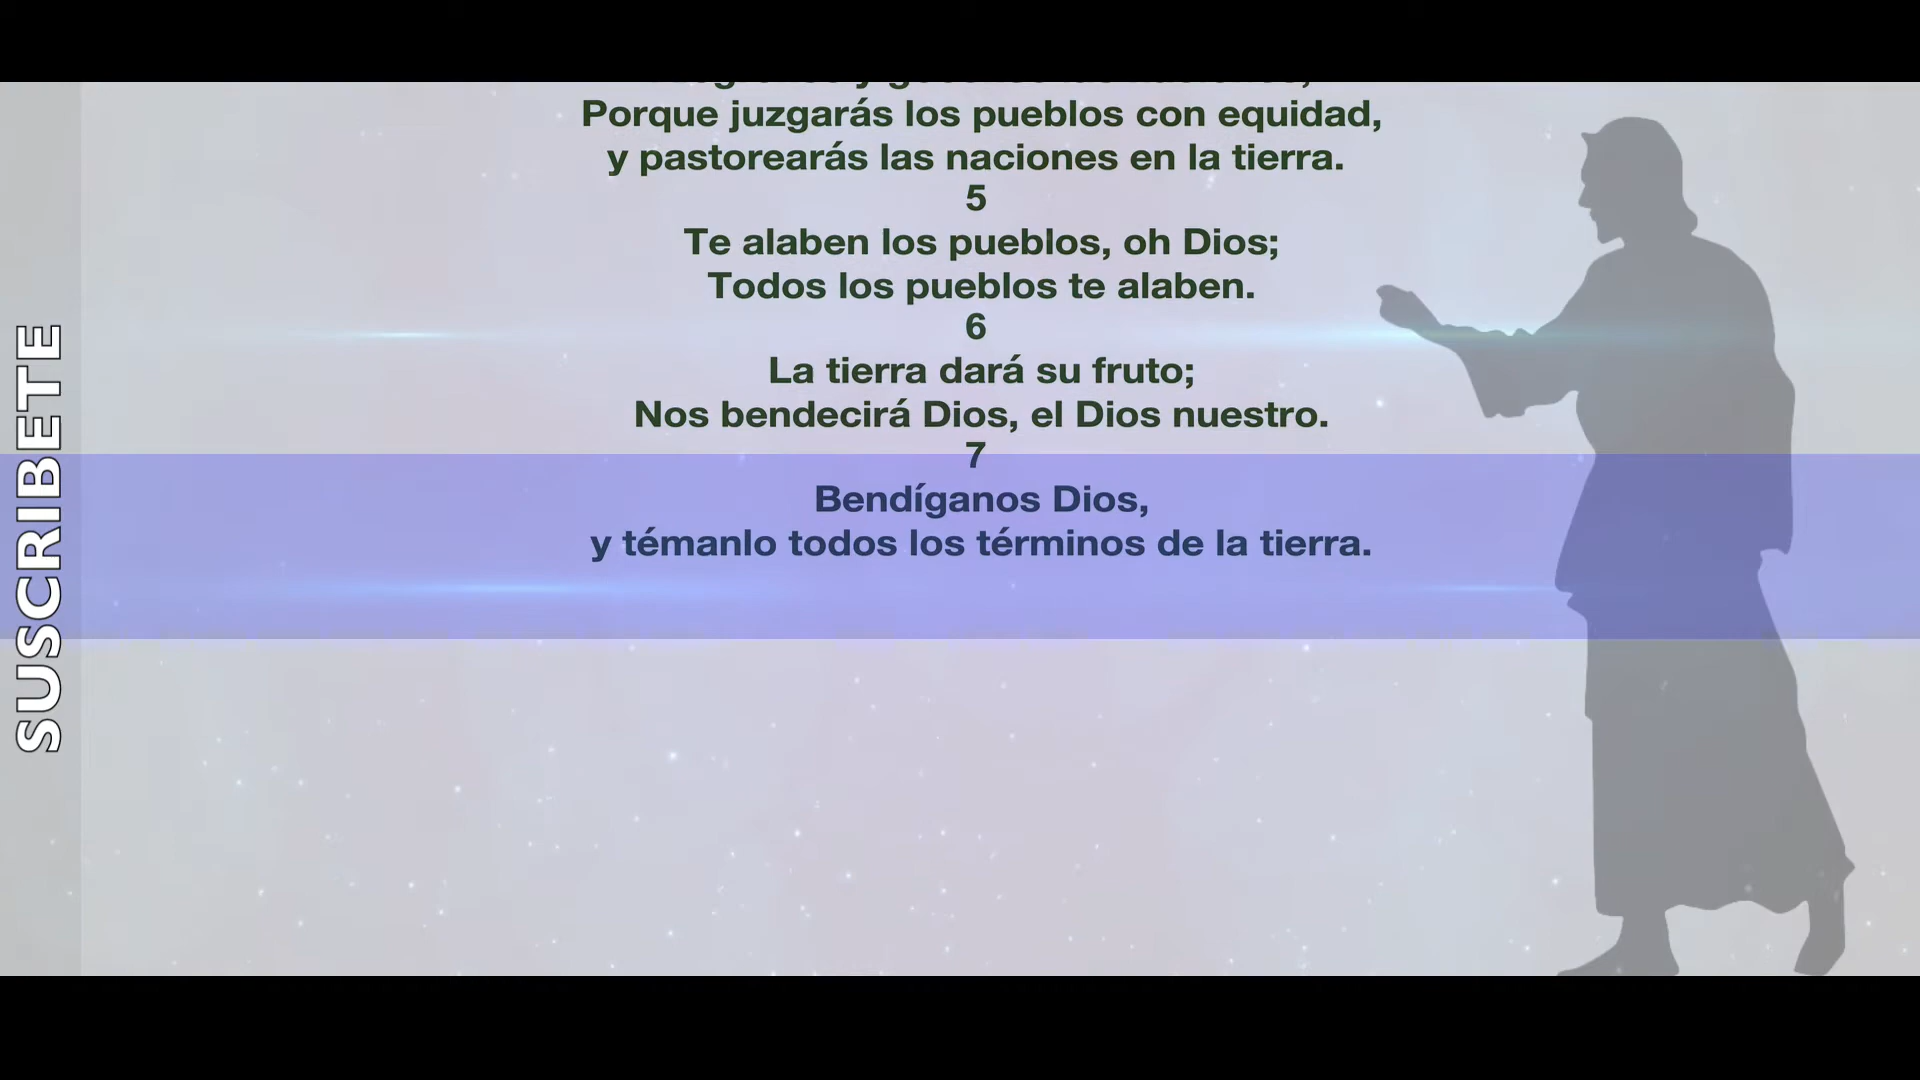 Porque juzgarás los pueblos con equidad,
y pastorearás las naciones en la tierra.
5
Te alaben los pueblos, oh Dios;
Todos los pueblos te alaben.
6
La tierra dará su fruto;
Nos bendecirá Dios, el Dios nuestro.
7
Bendíganos Dios,
y témanlo todos los términos de la tierra.
SUSCRIBETE